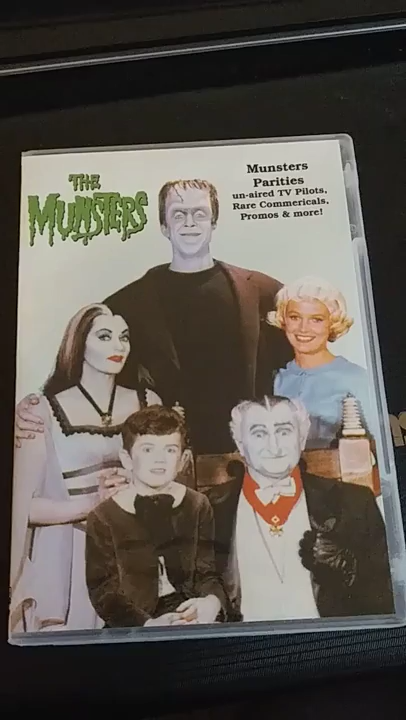 THE
MUNSTERS
Munsters
Parities
un-aired TV Pilots,
Rare Commericals,
Promos & more!